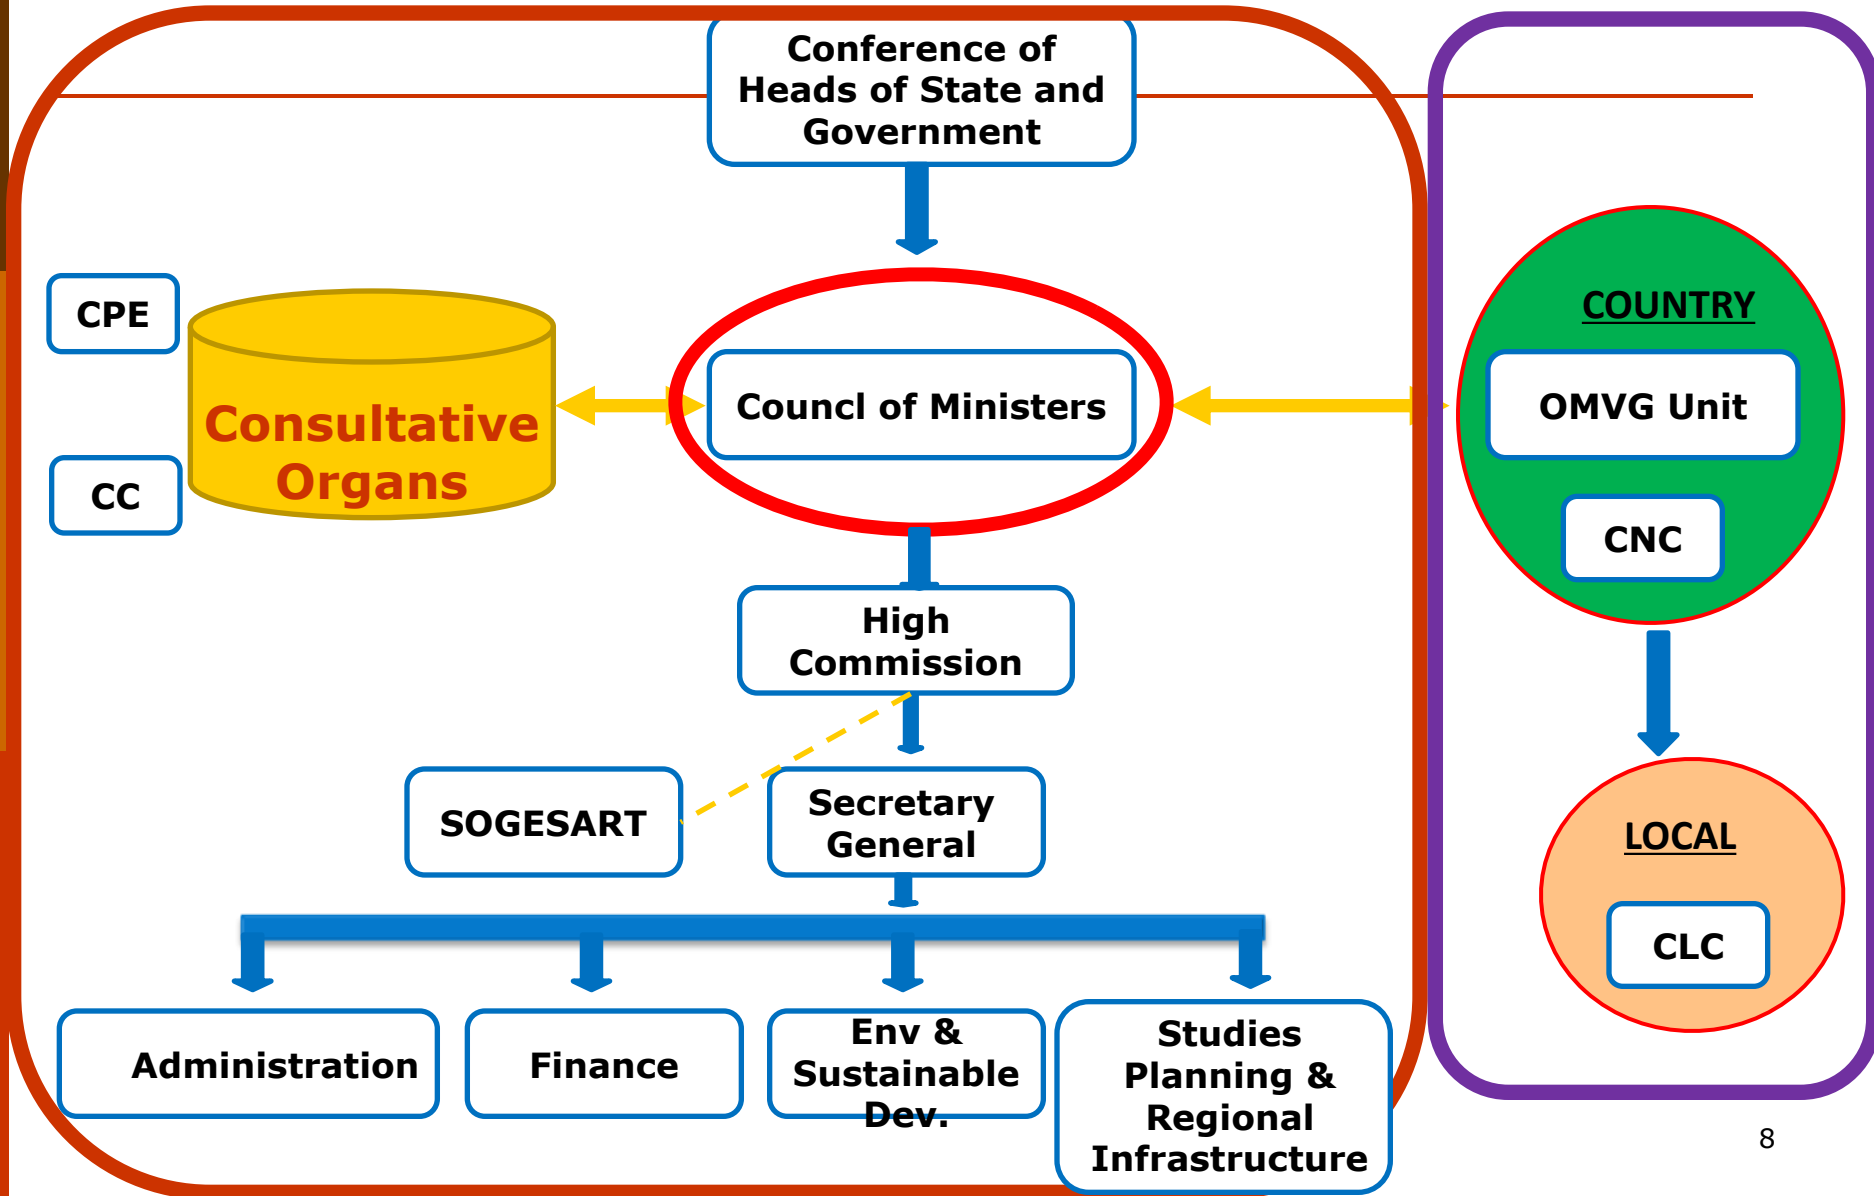 Conference of
Heads of State and
Government
CPE
Consultative
Organs
CC
Councl of Ministers
COUNTRY
OMVG Unit
CNC
High
Commission
SOGESART
Secretary
General
LOCAL
CLC
Administration
Finance
Env &
Sustainable
Dev.
Studies
Planning &
Regional
Infrastructure
8